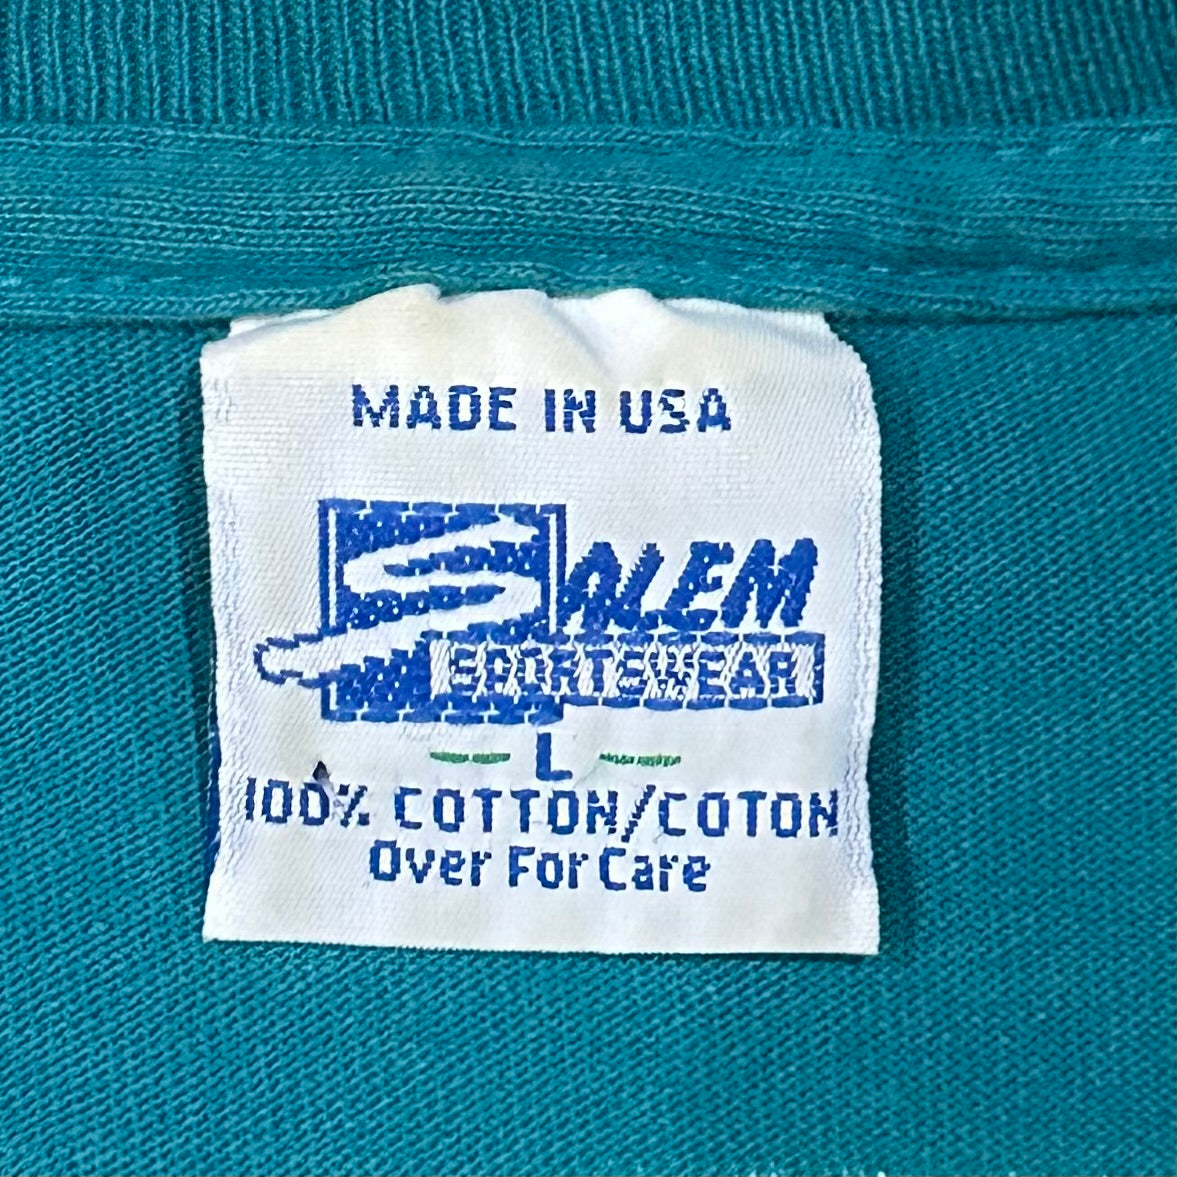 MADE IN USA
SALEM
SPORTSWEAR
L
100% COTTON/COTON
Over For Care